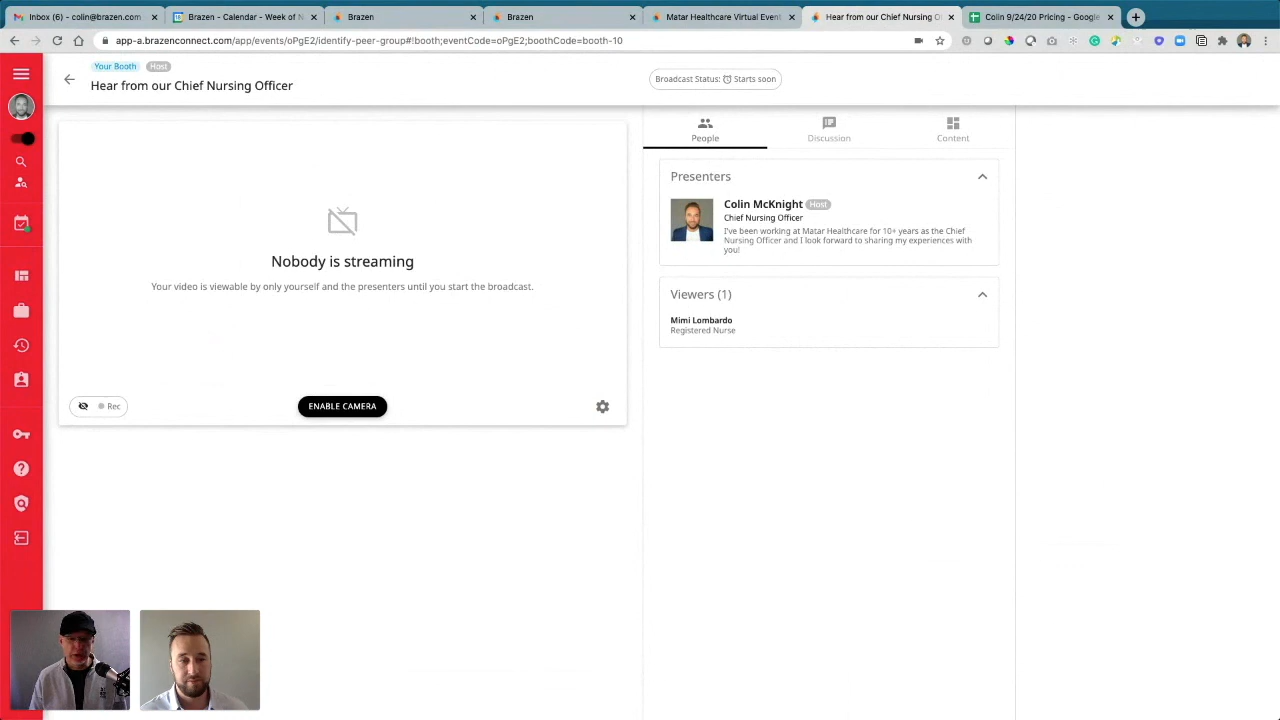 Inbox (6) - colin@brazen.com
Brazen - Calendar - Week of N
Brazen
Brazen
Matar Healthcare Virtual Event
Hear from our Chief Nursing O
Colin 9/24/20 Pricing - Google
app-a.brazenconnect.com/app/events/oPgE2/identify-peer-group#!booth;eventCode=oPgE2;boothCode=booth-10
Your Booth Host
Hear from our Chief Nursing Officer
Broadcast Status: Starts soon
Nobody is streaming
Your video is viewable by only yourself and the presenters until you start the broadcast.
Rec
ENABLE CAMERA
People
Discussion
Content
Presenters
Colin McKnight Host
Chief Nursing Officer
I've been working at Matar Healthcare for 10+ years as the Chief
Nursing Officer and I look forward to sharing my experiences with
you!
Viewers (1)
Mimi Lombardo
Registered Nurse